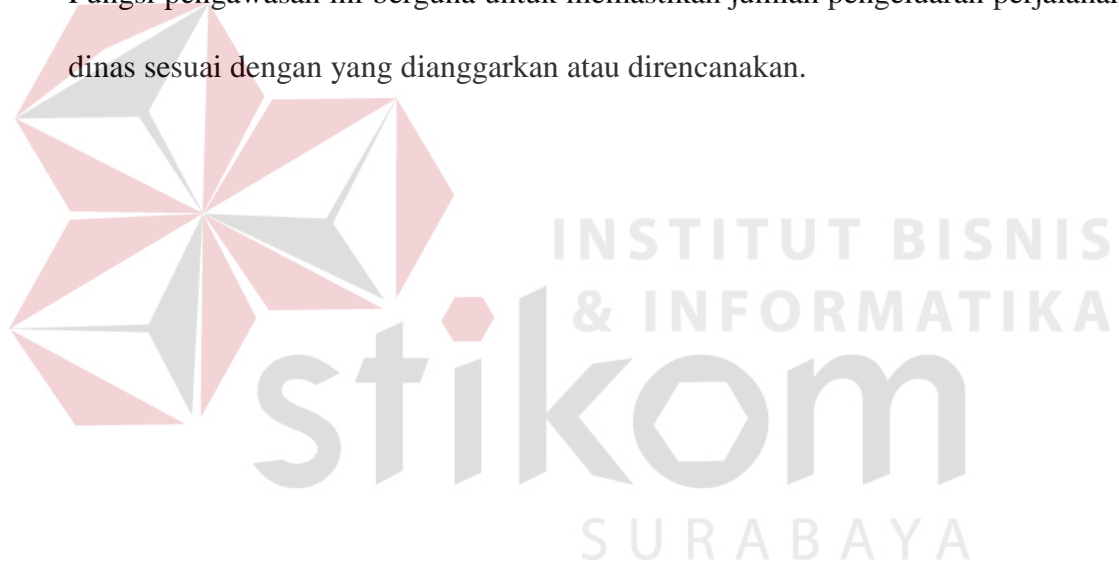 Fungsi pengawasan ini berguna untuk memastikan jumlah pengeluaran perjalanan
dinas sesuai dengan yang dianggarkan atau direncanakan.
INSTITUT BISNIS
& INFORMATIKA
stikom
SURABAYA